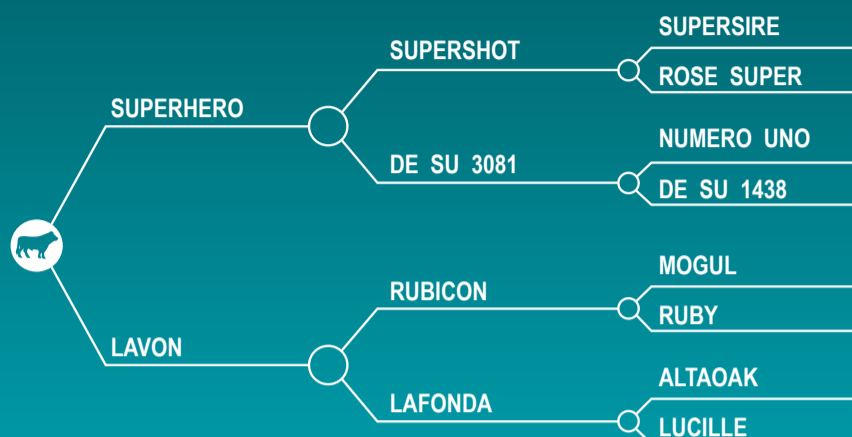 SUPERSIRE
SUPERSHOT
ROSE SUPER
SUPERHERO
NUMERO UNO
DE SU 3081
DE SU 1438
MOGUL
RUBICON
RUBY
LAVON
ALTAOAK
LAFONDA
LUCILLE